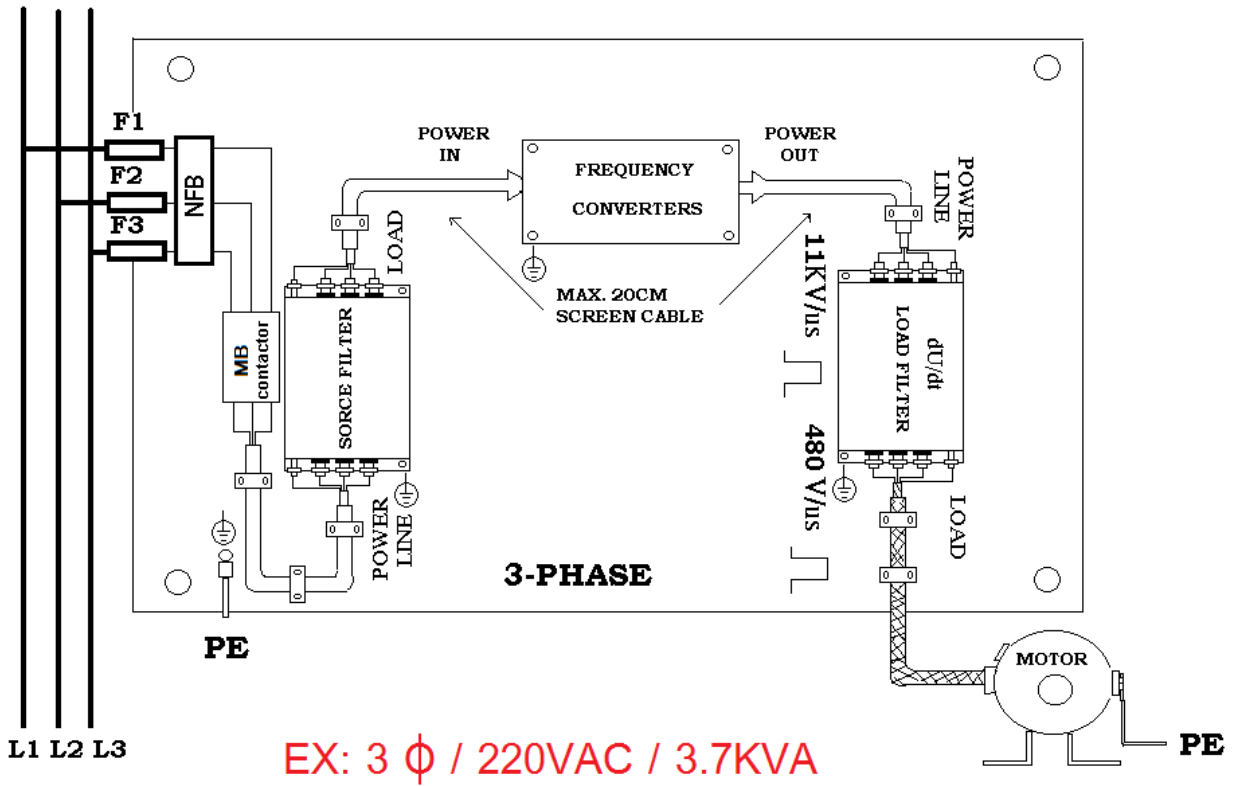 F1
F2
F3
NFB
MB
contactor
POWER
IN
FREQUENCY
CONVERTERS
POWER
OUT
POWER
LINE
LOAD
SORCE FILTER
POWER
LINE
MAX. 20CM
SCREEN CABLE
11KV/us
480 V/us
dU/dt
LOAD FILTER
LOAD
3-PHASE
PE
MOTOR
PE
L1 L2 L3
EX: 3 ϕ / 220VAC / 3.7KVA